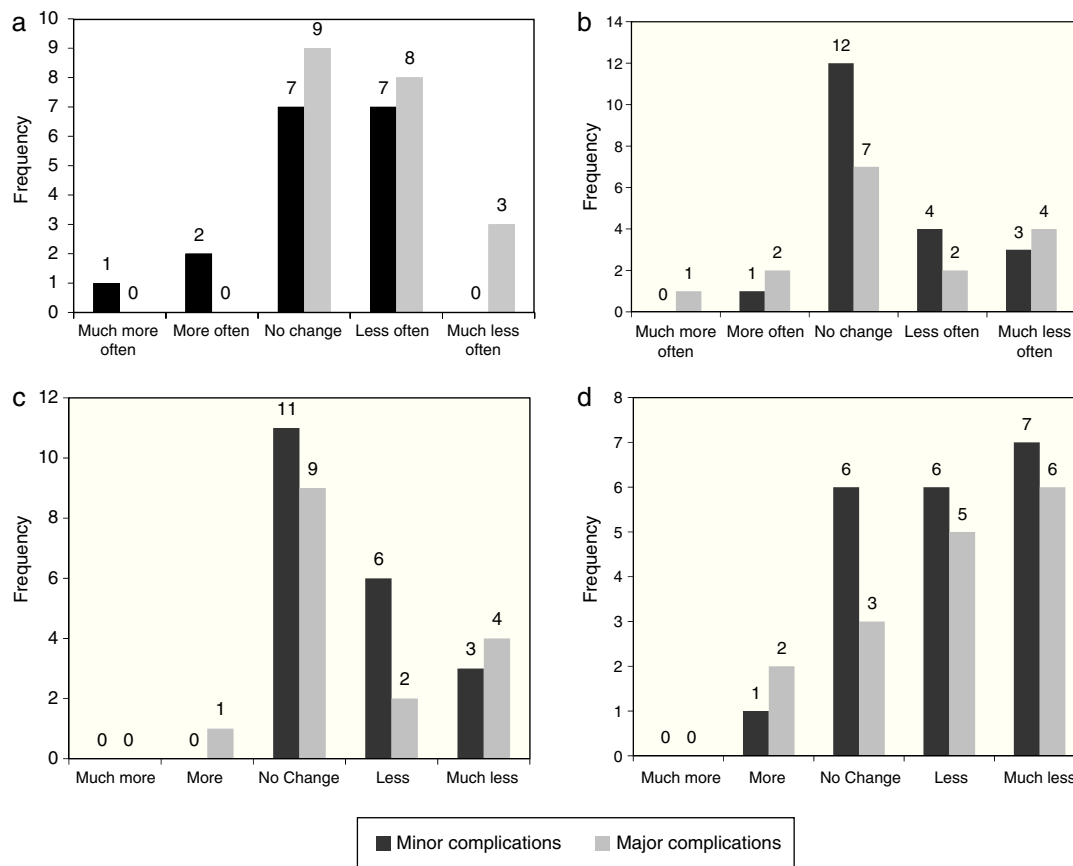 a
10
9
8
7
6
5
4
3
2
1
0
Frequency
1
0
2
0
7
9
7
8
0
3
Much more often
More often
No change
Less often
Much less often
b
14
12
10
8
6
4
2
0
Frequency
0
1
1
2
12
7
4
2
3
4
Much more often
More often
No change
Less often
Much less often
c
12
10
8
6
4
2
0
Frequency
0
0
0
1
11
9
6
2
3
4
Much more
More
No Change
Less
Much less
d
8
7
6
5
4
3
2
1
0
Frequency
0
0
1
2
6
3
6
5
7
6
Much more
More
No Change
Less
Much less
Minor complications
Major complications